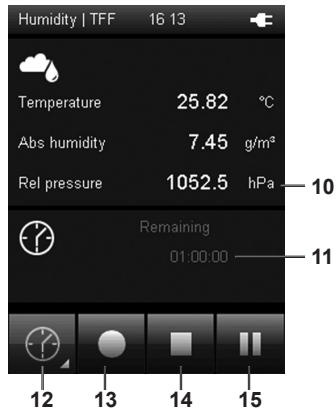 Humidity | TFF 16 13
Temperature 25.82 °C
Abs humidity 7.45 g/m³
Rel pressure 1052.5 hPa 10
Remaining
01:00:00 11
12 13 14 15